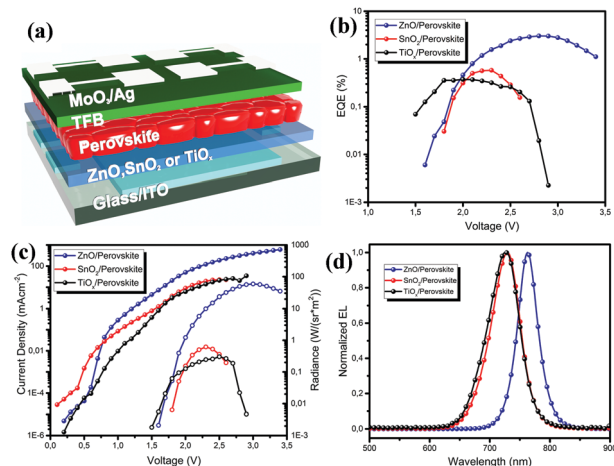 (a)
MoO₃/Ag
TFB
Perovskife
ZnO,SnO₂ or TiOₓ
Glass/ITO
(b)
ZnO/Perovskite
SnO₂/Perovskite
TiOₓ/Perovskite
EQE (%)
10
1
0,1
0,01
1E-3
1,0 1,5 2,0 2,5 3,0 3,5
Voltage (V)
(c)
ZnO/Perovskite
SnO₂/Perovskite
TiOₓ/Perovskite
Current Density (mAcm⁻²)
100
1
0,01
1E-4
1E-6
0,0 0,5 1,0 1,5 2,0 2,5 3,0 3,5
Voltage (V)
1000
100
10
1
0,1
0,01
1E-3
Radiance (W/(sr*m²))
(d)
ZnO/Perovskite
SnO₂/Perovskite
TiOₓ/Perovskite
Normalized EL
1,0
0,8
0,6
0,4
0,2
0,0
500 600 700 800 900
Wavelength (nm)